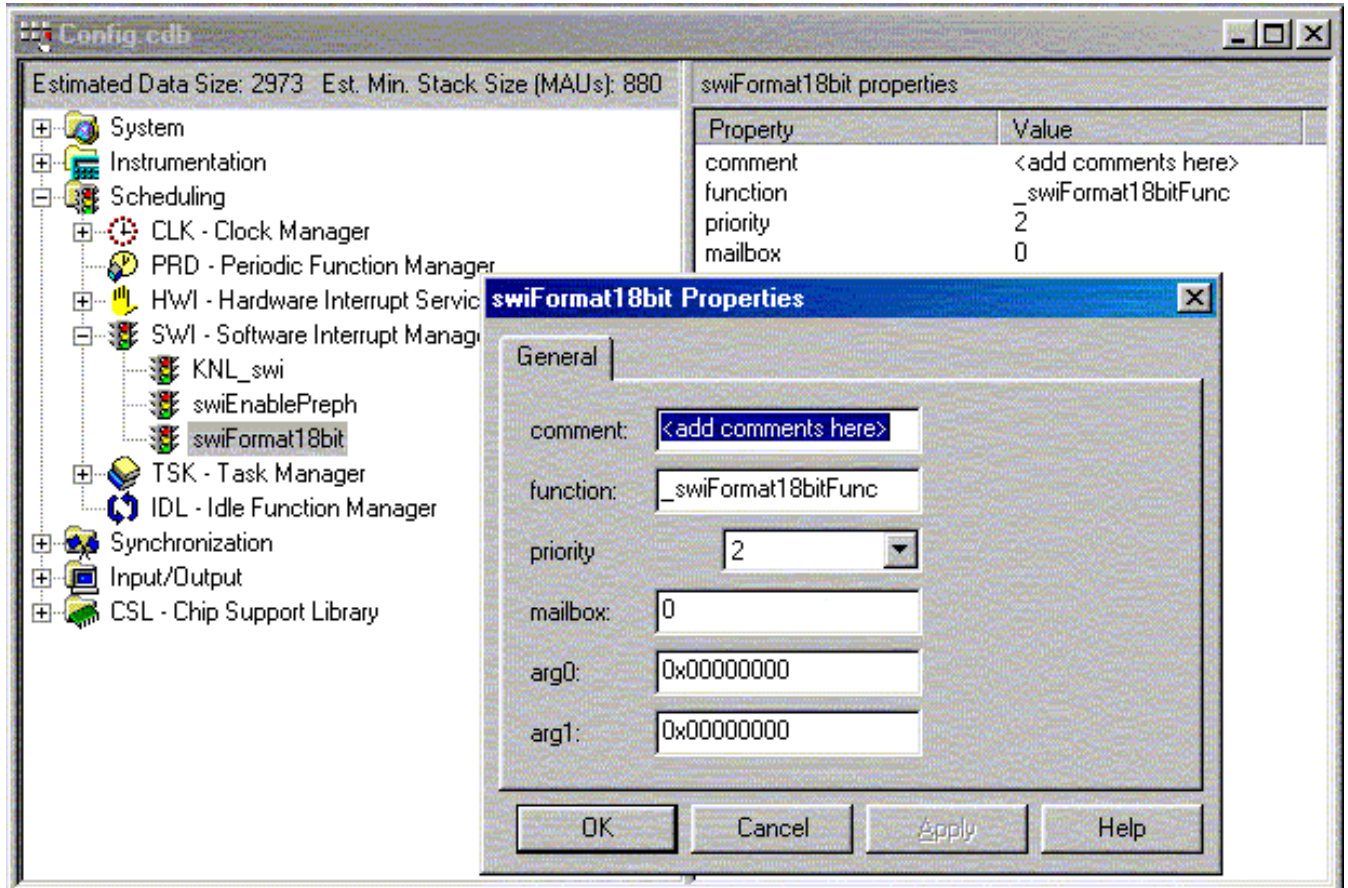 Config.cdb
Estimated Data Size: 2973 Est. Min. Stack Size (MAUs): 880
swiFormat18bit properties
Property Value
comment <add comments here>
function _swiFormat18bitFunc
priority 2
mailbox 0
System
Instrumentation
Scheduling
CLK - Clock Manager
PRD - Periodic Function Manager
HWI - Hardware Interrupt Servic
SWI - Software Interrupt Manag
KNL_swi
swiEnablePreph
swiFormat18bit
TSK - Task Manager
IDL - Idle Function Manager
Synchronization
Input/Output
CSL - Chip Support Library
swiFormat18bit Properties
General
comment: <add comments here>
function: _swiFormat18bitFunc
priority 2
mailbox: 0
arg0: 0x00000000
arg1: 0x00000000
OK Cancel Apply Help